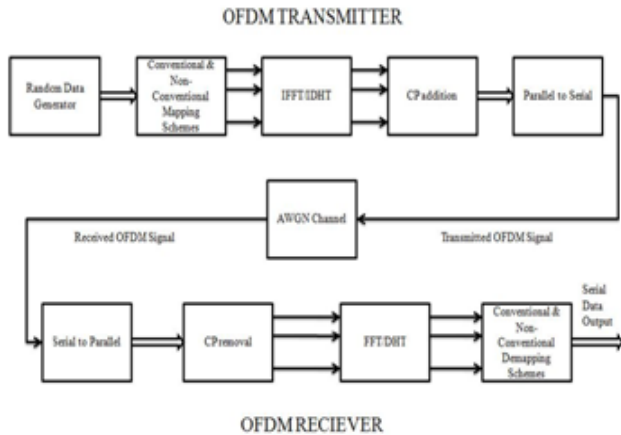 OFDM TRANSMITTER
Random Data
Generator
Conventional &
Non-
Conventional
Mapping
Schemes
IFFT/IDHT
CP addition
Parallel to Serial
AWGN Channel
Received OFDM Signal
Transmitted OFDM Signal
Serial to Parallel
CP removal
FFT/DHT
Conventional &
Non-
Conventional
Demapping
Schemes
Serial
Data
Output
OFDM RECIEVER